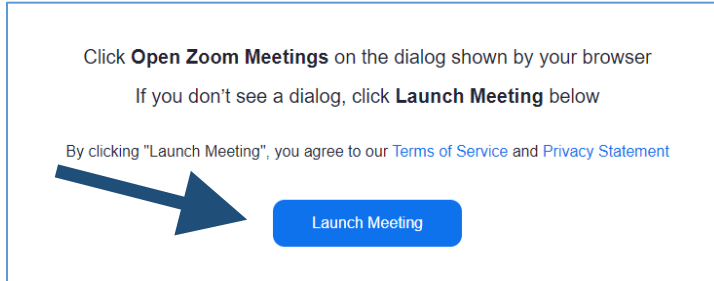 Click Open Zoom Meetings on the dialog shown by your browser
If you don’t see a dialog, click Launch Meeting below
By clicking "Launch Meeting", you agree to our Terms of Service and Privacy Statement
Launch Meeting